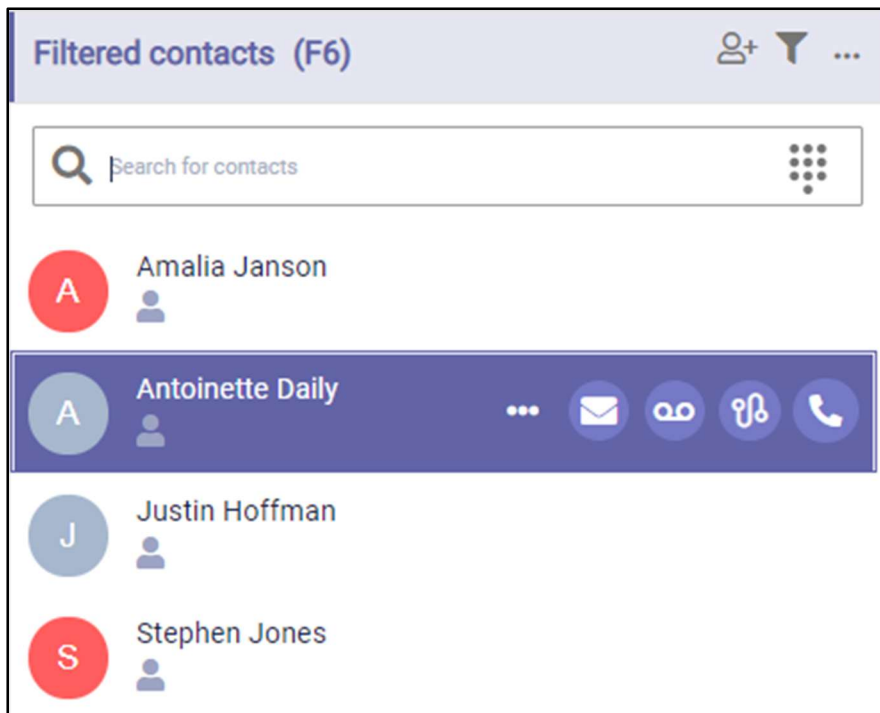 Filtered contacts (F6)
Search for contacts
A
Amalia Janson
A
Antoinette Daily
J
Justin Hoffman
S
Stephen Jones